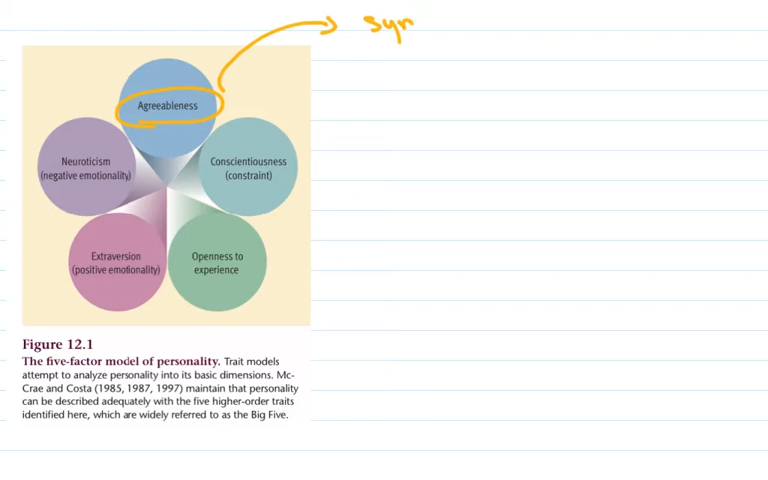 syn
Agreeableness
Neuroticism
(negative emotionality)
Conscientiousness
(constraint)
Extraversion
(positive emotionality)
Openness to
experience
Figure 12.1
The five-factor model of personality. Trait models
attempt to analyze personality into its basic dimensions. Mc-
Crae and Costa (1985, 1987, 1997) maintain that personality
can be described adequately with the five higher-order traits
identified here, which are widely referred to as the Big Five.